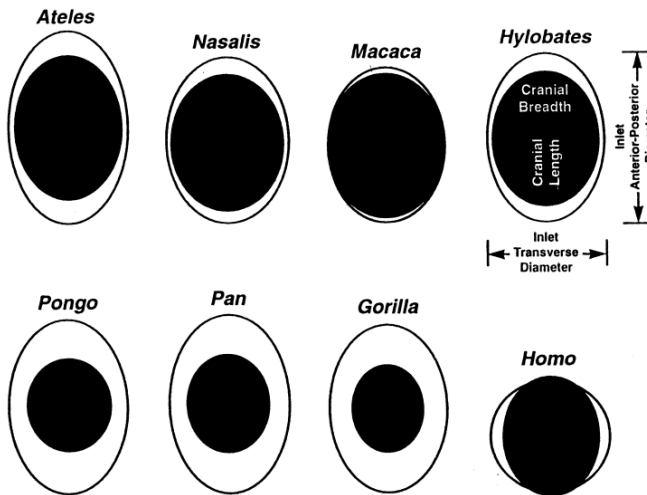 Ateles
Nasalis
Macaca
Hylobates
Cranial
Breadth
Cranial
Length
Inlet
Anterior-Posterior
Inlet
Transverse
Diameter
Pongo
Pan
Gorilla
Homo